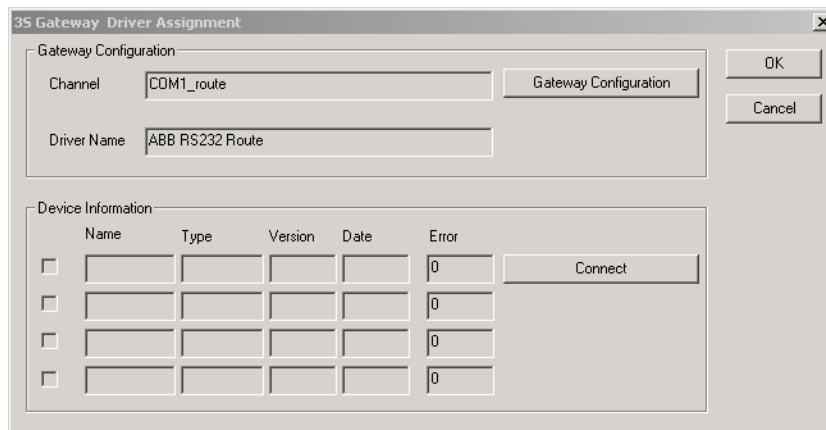 3S Gateway Driver Assignment
Gateway Configuration
Channel COM1_route Gateway Configuration
OK
Cancel
Driver Name ABB RS232 Route
Device Information
Name Type Version Date Error
0 Connect
0
0
0